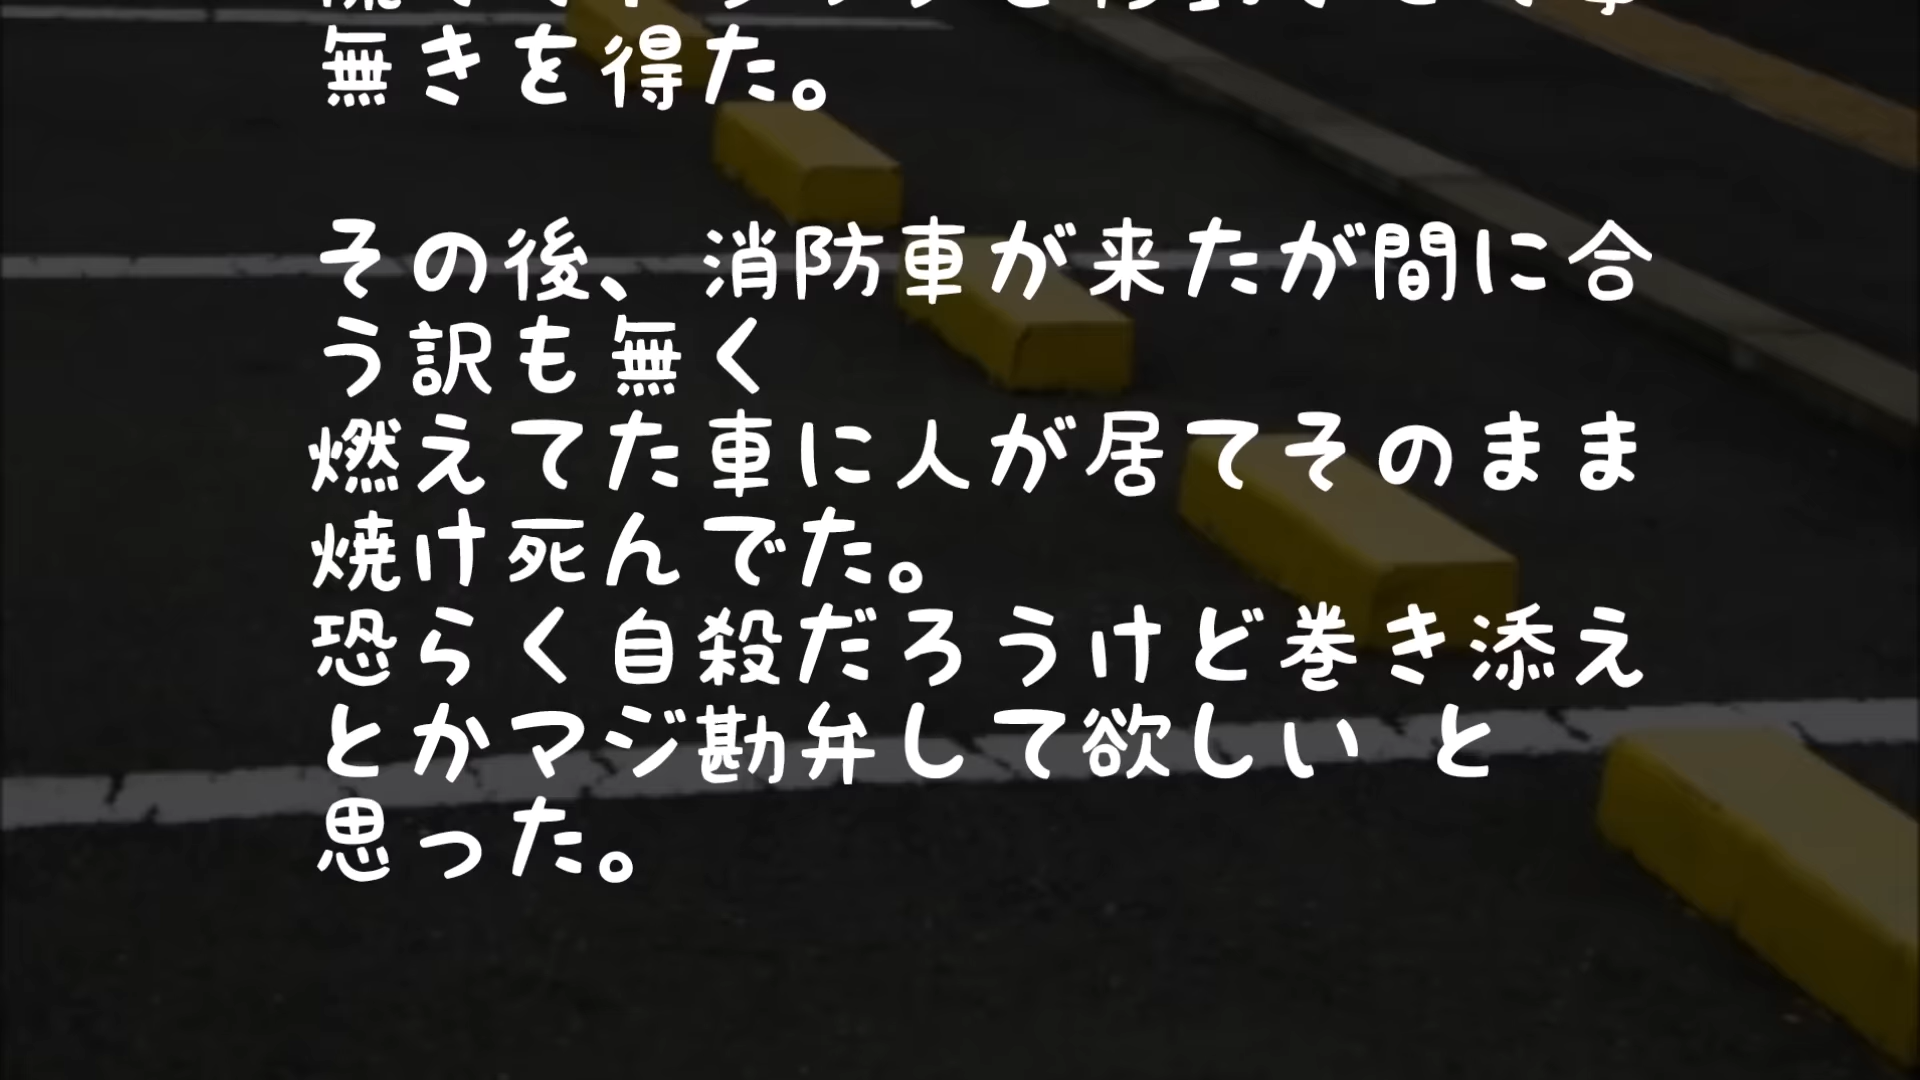 無きを得た。
その後、消防車が来たが間に合
う訳も無く
燃えてた車に人が居てそのまま
焼け死んでた。
恐らく自殺だろうけど巻き添え
とかマジ勘弁して欲しい と
思った。